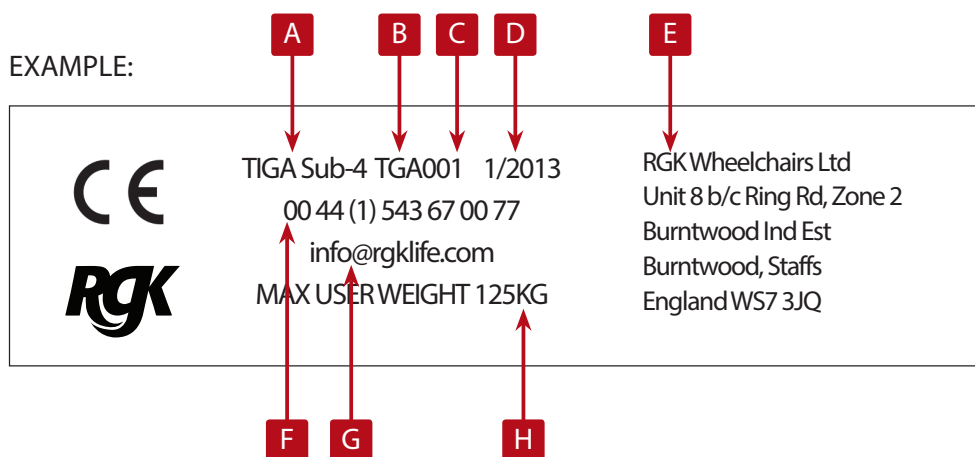 A B C D E
EXAMPLE:
CE
TIGA Sub-4 TGA001 1/2013
00 44 (1) 543 67 00 77
info@rgklife.com
MAX USER WEIGHT 125KG
RGK
RGK Wheelchairs Ltd
Unit 8 b/c Ring Rd, Zone 2
Burntwood Ind Est
Burntwood, Staffs
England WS7 3JQ
F G H